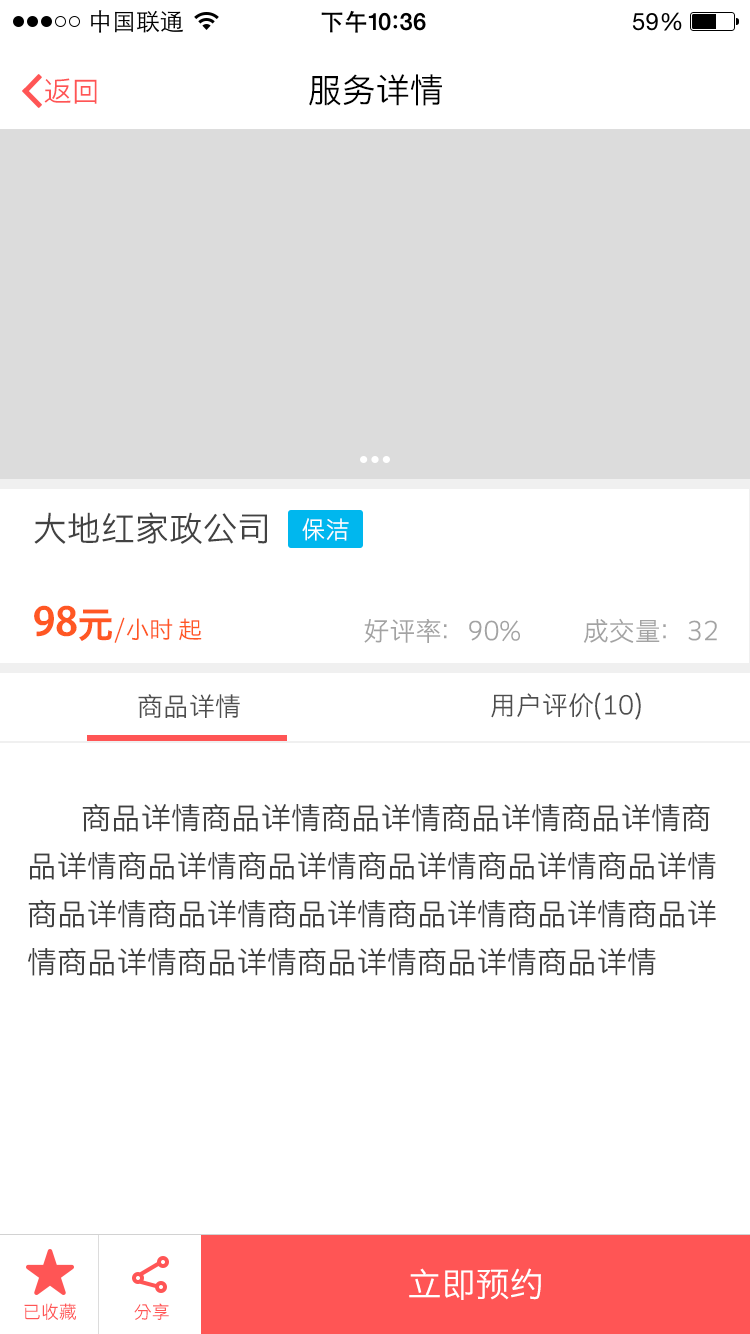 中国联通 下午10:36 59%
返回 服务详情
大地红家政公司 保洁
98元/小时 起 好评率: 90% 成交量: 32
商品详情 用户评价(10)
商品详情商品详情商品详情商品详情商品详情商
品详情商品详情商品详情商品详情商品详情商品详情
商品详情商品详情商品详情商品详情商品详情商品详
情商品详情商品详情商品详情商品详情商品详情
已收藏 分享 立即预约